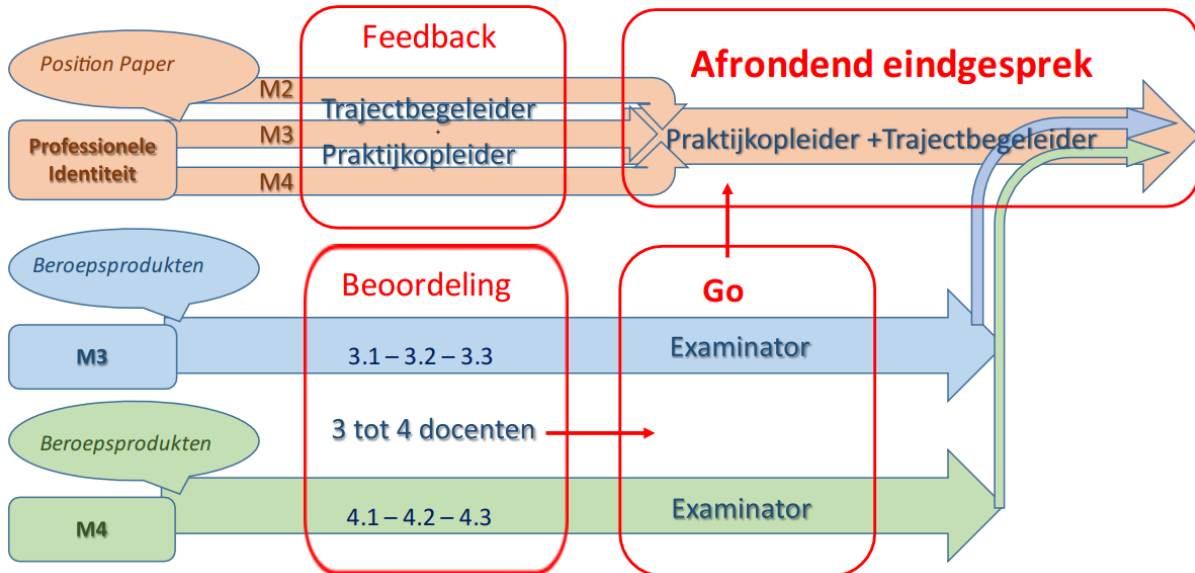 Feedback
Afrondend eindgesprek
Position Paper
M2
Trajectbegeleider
+
M3
Praktijkopleider
M4
Professionele
Identiteit
Praktijkopleider +Trajectbegeleider
Beroepsprodukten
Beoordeling
Go
M3
3.1 – 3.2 – 3.3
Examinator
Beroepsprodukten
3 tot 4 docenten
M4
4.1 – 4.2 – 4.3
Examinator